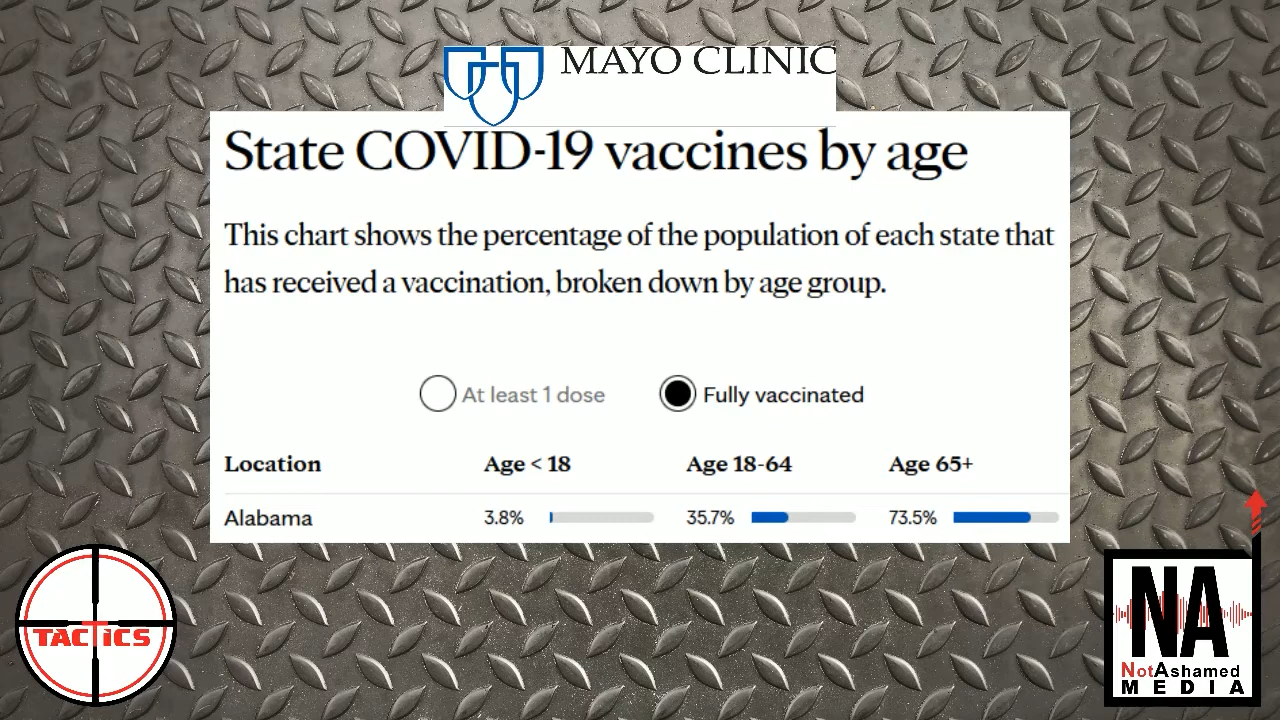 MAYO CLINIC
State COVID-19 vaccines by age
This chart shows the percentage of the population of each state that
has received a vaccination, broken down by age group.
At least 1 dose Fully vaccinated
Location Age < 18 Age 18-64 Age 65+
Alabama 3.8% 35.7% 73.5%
TACTICS
NA
NotAshamed
MEDIA